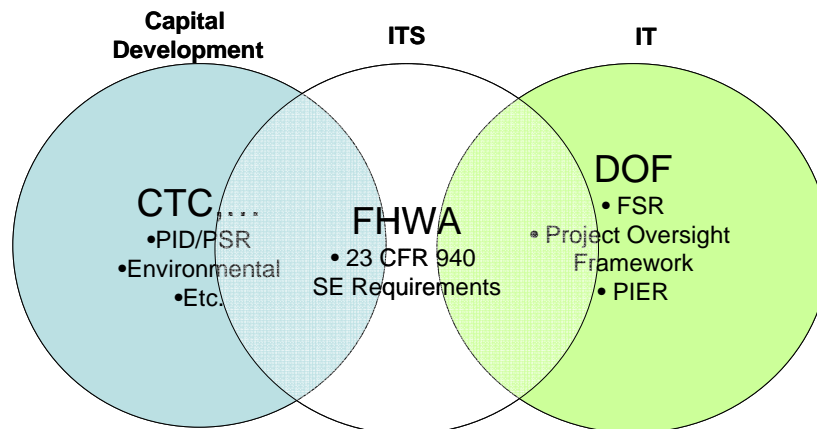 Capital
Development
ITS
IT
CTC,...
•PID/PSR
•Environmental
•Etc.
FHWA
• 23 CFR 940
SE Requirements
DOF
• FSR
• Project Oversight
Framework
• PIER